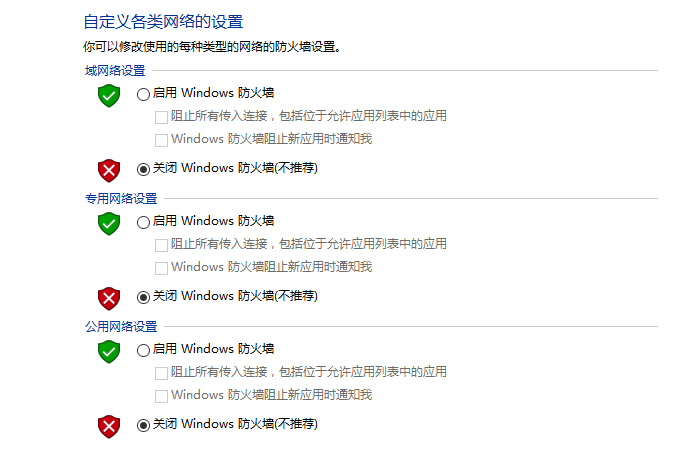 自定义各类网络的设置
你可以修改使用的每种类型的网络的防火墙设置。
域网络设置
启用 Windows 防火墙
阻止所有传入连接，包括位于允许应用列表中的应用
Windows 防火墙阻止新应用时通知我
关闭 Windows 防火墙(不推荐)
专用网络设置
启用 Windows 防火墙
阻止所有传入连接，包括位于允许应用列表中的应用
Windows 防火墙阻止新应用时通知我
关闭 Windows 防火墙(不推荐)
公用网络设置
启用 Windows 防火墙
阻止所有传入连接，包括位于允许应用列表中的应用
Windows 防火墙阻止新应用时通知我
关闭 Windows 防火墙(不推荐)